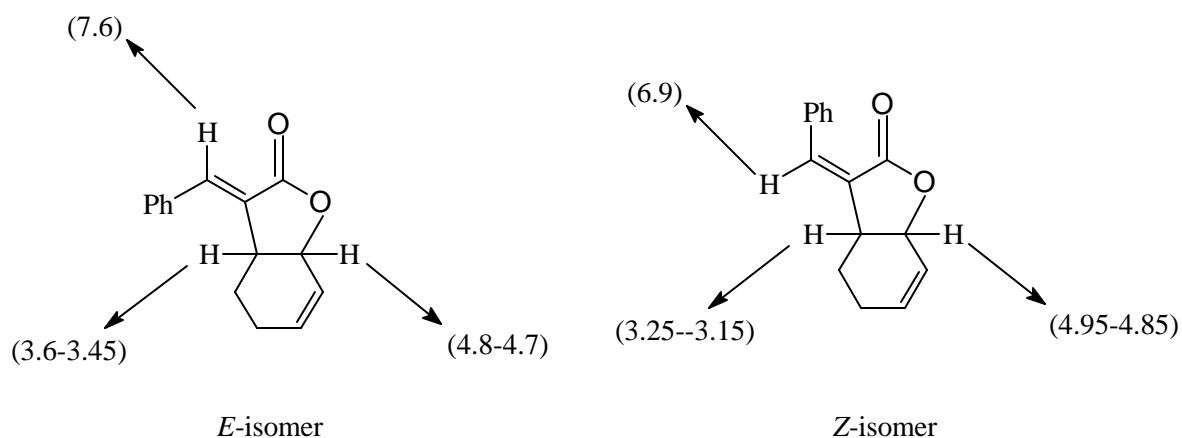 (7.6)
H
O
O
Ph
H
H
(3.6-3.45)
(4.8-4.7)
E-isomer
(6.9)
Ph
O
H
O
H
H
(3.25--3.15)
(4.95-4.85)
Z-isomer